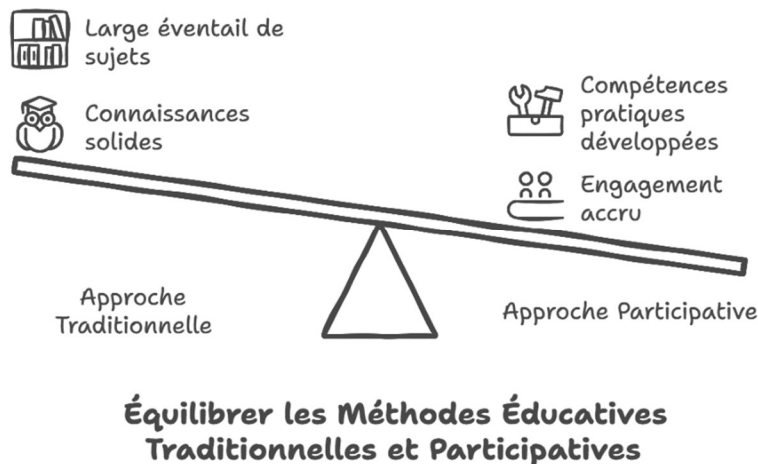 Large éventail de
sujets
Connaissances
solides
Compétences
pratiques
développées
Engagement
accru
Approche
Traditionnelle
Approche Participative
Équilibrer les Méthodes Éducatives
Traditionnelles et Participatives